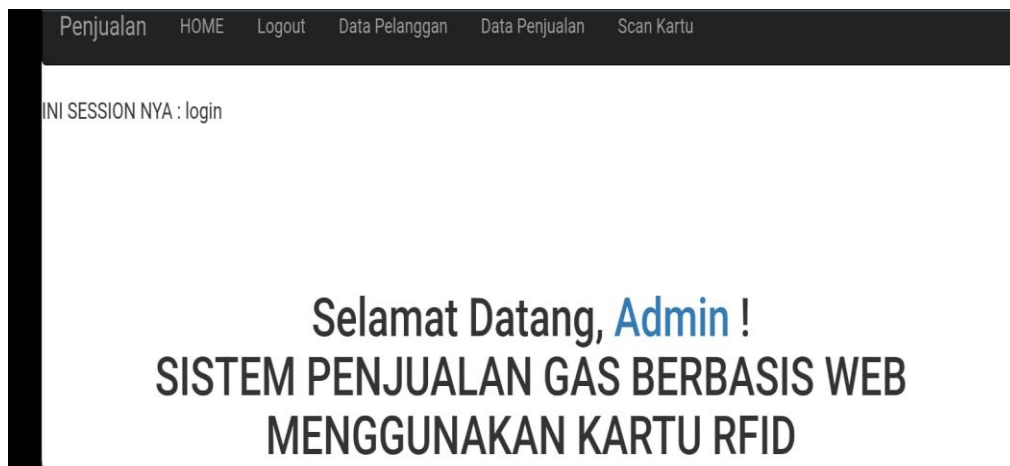 Penjualan HOME Logout Data Pelanggan Data Penjualan Scan Kartu
INI SESSION NYA : login
Selamat Datang, Admin !
SISTEM PENJUALAN GAS BERBASIS WEB
MENGGUNAKAN KARTU RFID